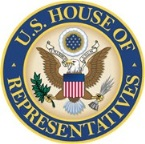 U.S. HOUSE OF
REPRESENTATIVES